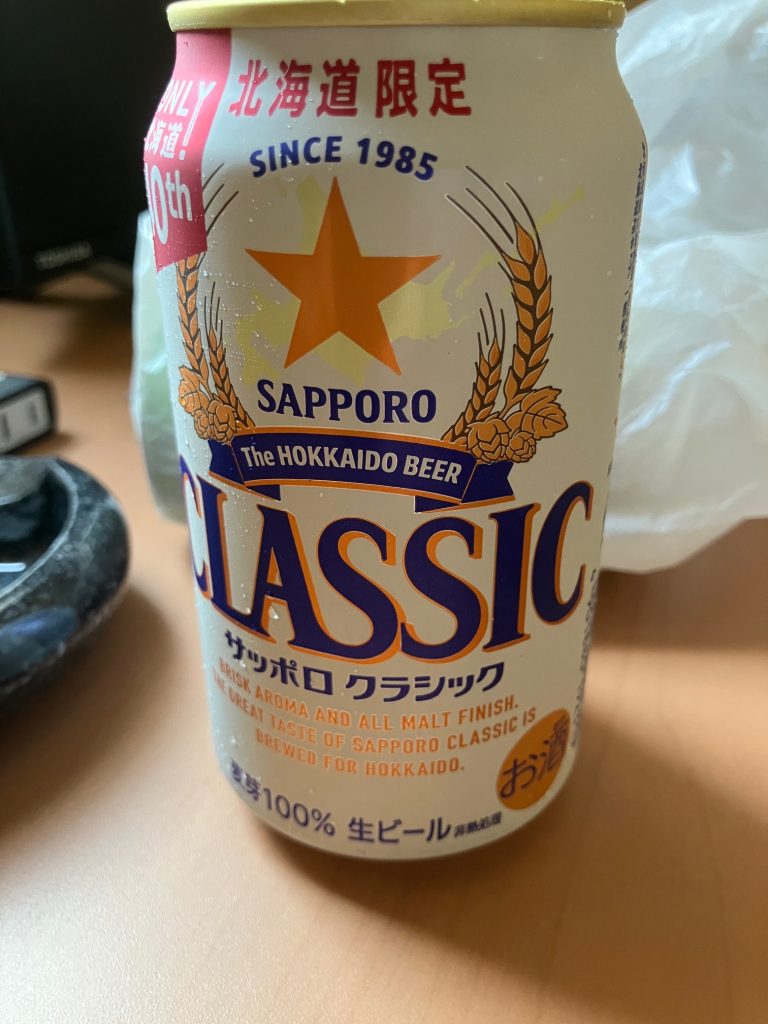 北海道限定
SINCE 1985
ONLY
北海道!
0th
SAPPORO
The HOKKAIDO BEER
CLASSIC
サッポロ クラシック
BRISK AROMA AND ALL MALT FINISH.
THE GREAT TASTE OF SAPPORO CLASSIC IS
BREWED FOR HOKKAIDO.
お酒
麦芽100% 生ビール 非熱処理
TOSHIBA